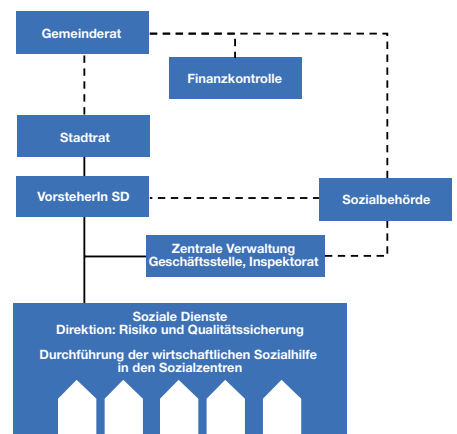 Gemeinderat
Finanzkontrolle
Stadtrat
VorsteherIn SD
Sozialbehörde
Zentrale Verwaltung
Geschäftsstelle, Inspektorat
Soziale Dienste
Direktion: Risiko und Qualitätssicherung
Durchführung der wirtschaftlichen Sozialhilfe
in den Sozialzentren